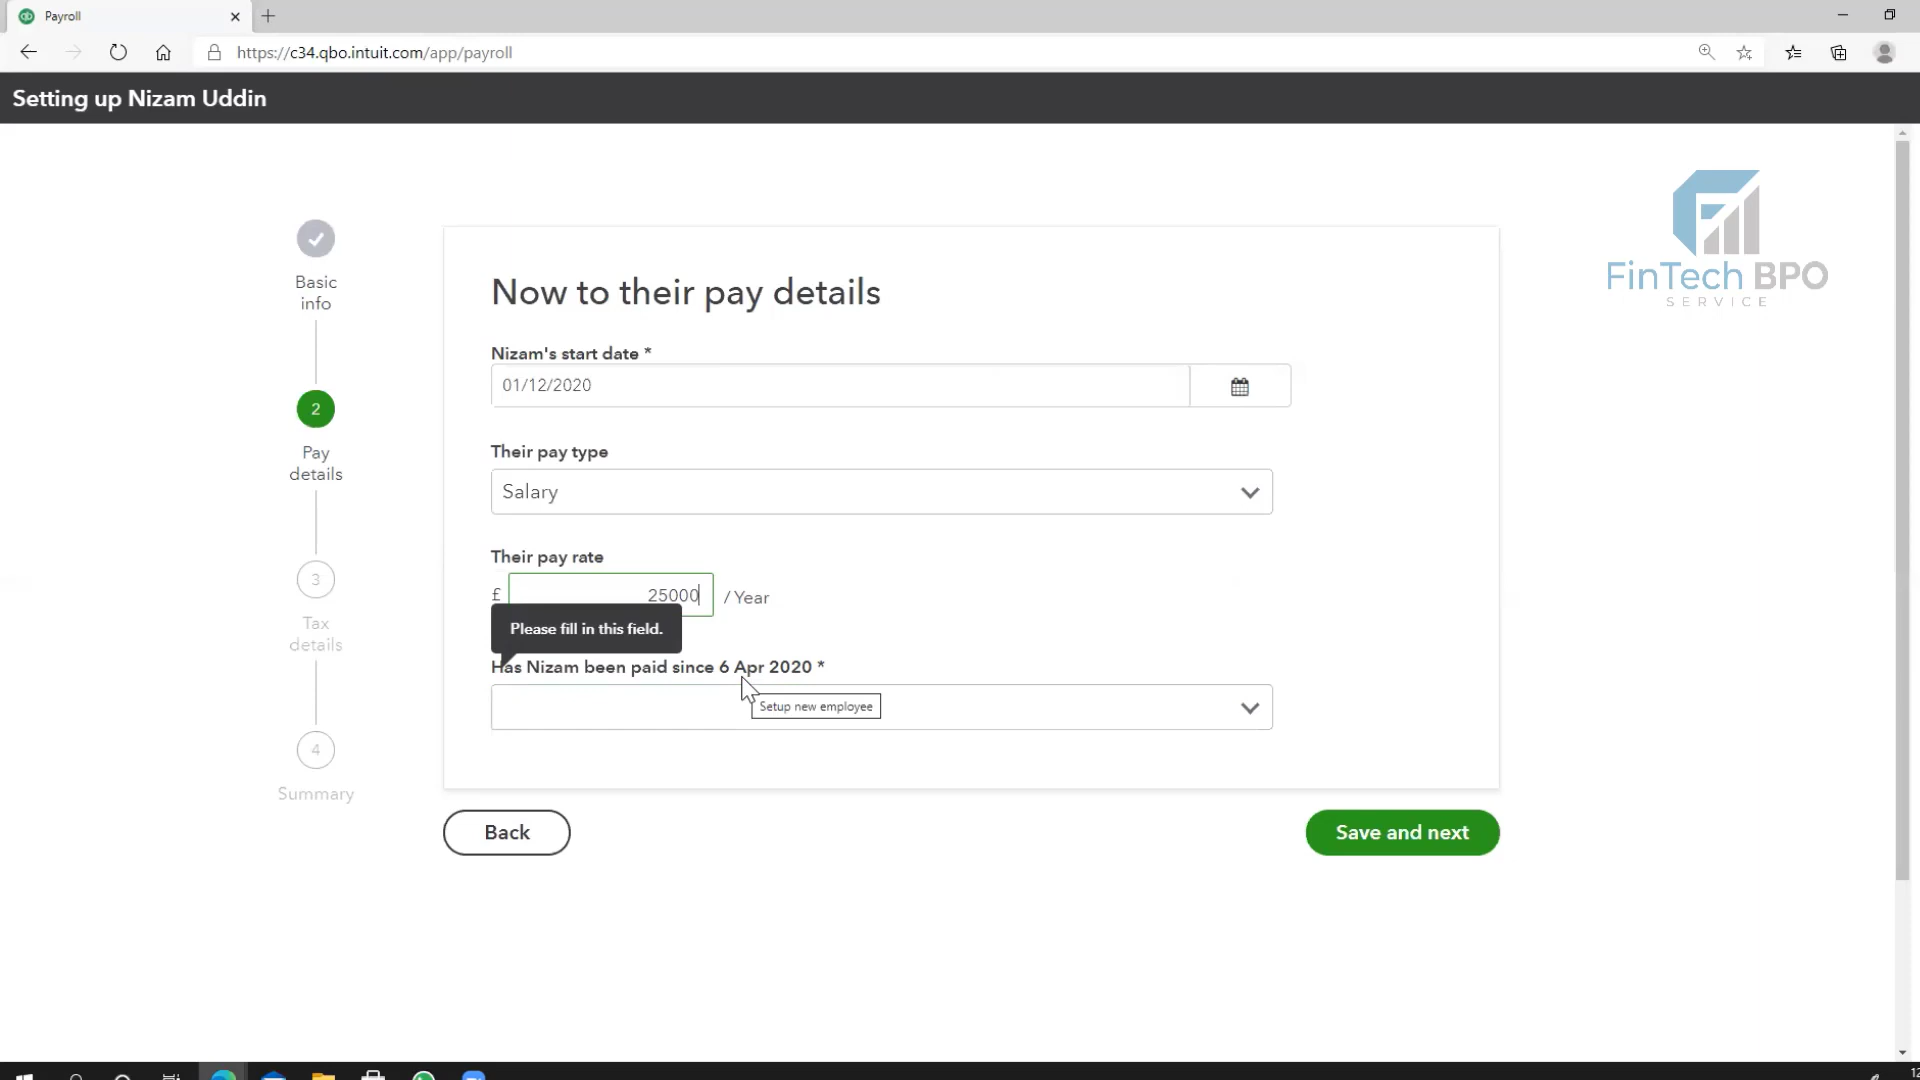 Payroll
https://c34.qbo.intuit.com/app/payroll
Setting up Nizam Uddin
FinTech BPO
SERVICE
Basic
info
2
Pay
details
3
Tax
details
4
Summary
Now to their pay details
Nizam's start date *
01/12/2020
Their pay type
Salary
Their pay rate
£ 25000 / Year
Please fill in this field.
Has Nizam been paid since 6 Apr 2020 *
Setup new employee
Back
Save and next